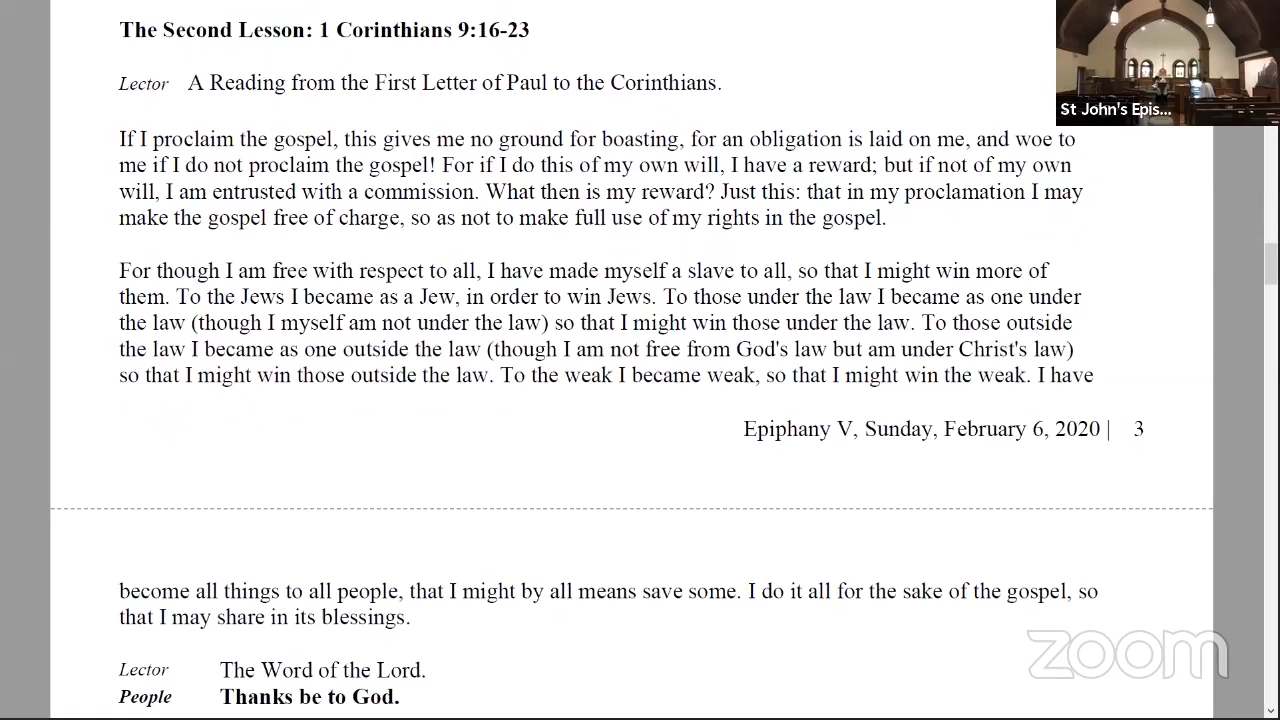 The Second Lesson: 1 Corinthians 9:16-23
Lector A Reading from the First Letter of Paul to the Corinthians.
St John's Epis...
If I proclaim the gospel, this gives me no ground for boasting, for an obligation is laid on me, and woe to
me if I do not proclaim the gospel! For if I do this of my own will, I have a reward; but if not of my own
will, I am entrusted with a commission. What then is my reward? Just this: that in my proclamation I may
make the gospel free of charge, so as not to make full use of my rights in the gospel.
For though I am free with respect to all, I have made myself a slave to all, so that I might win more of
them. To the Jews I became as a Jew, in order to win Jews. To those under the law I became as one under
the law (though I myself am not under the law) so that I might win those under the law. To those outside
the law I became as one outside the law (though I am not free from God's law but am under Christ's law)
so that I might win those outside the law. To the weak I became weak, so that I might win the weak. I have
Epiphany V, Sunday, February 6, 2020 | 3
become all things to all people, that I might by all means save some. I do it all for the sake of the gospel, so
that I may share in its blessings.
Lector The Word of the Lord.
People Thanks be to God.
zoom